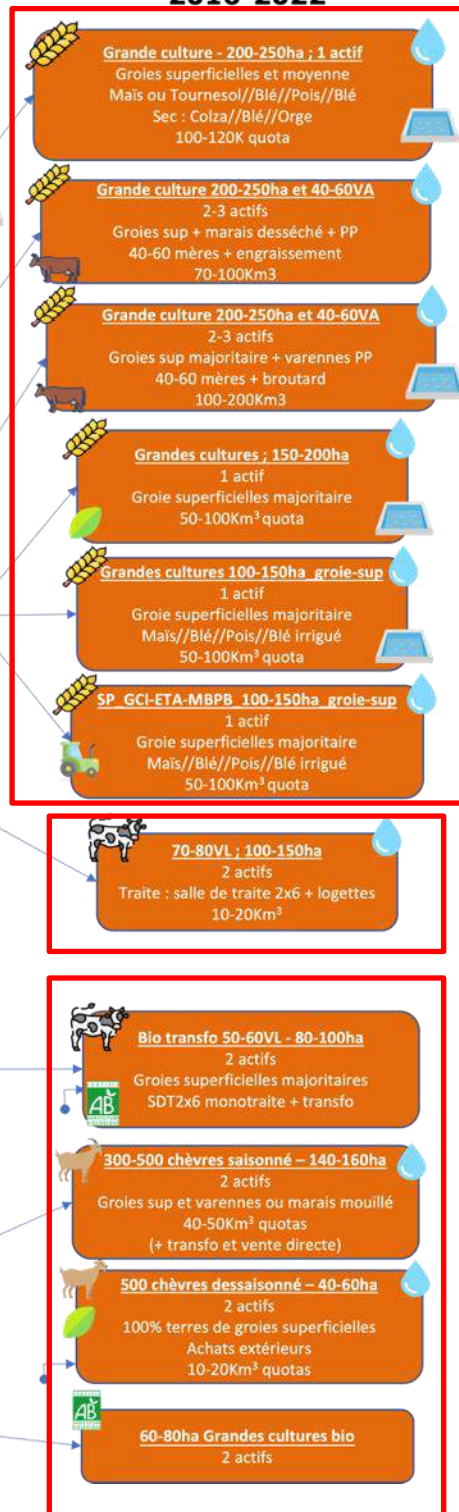 2010-2022
Grande culture - 200-250ha ; 1 actif
Groies superficielles et moyenne
Maïs ou Tournesol//Blé//Pois//Blé
Sec : Colza//Blé//Orge
100-120K quota
Grande culture 200-250ha et 40-60VA
2-3 actifs
Groies sup + marais desséché + PP
40-60 mères + engraissement
70-100Km3
Grande culture 200-250ha et 40-60VA
2-3 actifs
Groies sup majoritaire + varennes PP
40-60 mères + broutard
100-200Km3
Grandes cultures ; 150-200ha
1 actif
Groie superficielles majoritaire
50-100Km³ quota
Grandes cultures 100-150ha_groie-sup
1 actif
Groie superficielles majoritaire
Maïs//Blé//Pois//Blé irrigué
50-100Km³ quota
SP_GCI-ETA-MBPB_100-150ha_groie-sup
1 actif
Groie superficielles majoritaire
Maïs//Blé//Pois//Blé irrigué
50-100Km³ quota
70-80VL ; 100-150ha
2 actifs
Traite : salle de traite 2x6 + logettes
10-20Km³
Bio transfo 50-60VL - 80-100ha
2 actifs
Groies superficielles majoritaires
SDT2x6 monotraite + transfo
AB
300-500 chèvres saisonné – 140-160ha
2 actifs
Groies sup et varennes ou marais mouillé
40-50Km³ quotas
(+ transfo et vente directe)
500 chèvres dessaisonné – 40-60ha
2 actifs
100% terres de groies superficielles
Achats extérieurs
10-20Km³ quotas
AB
60-80ha Grandes cultures bio
2 actifs